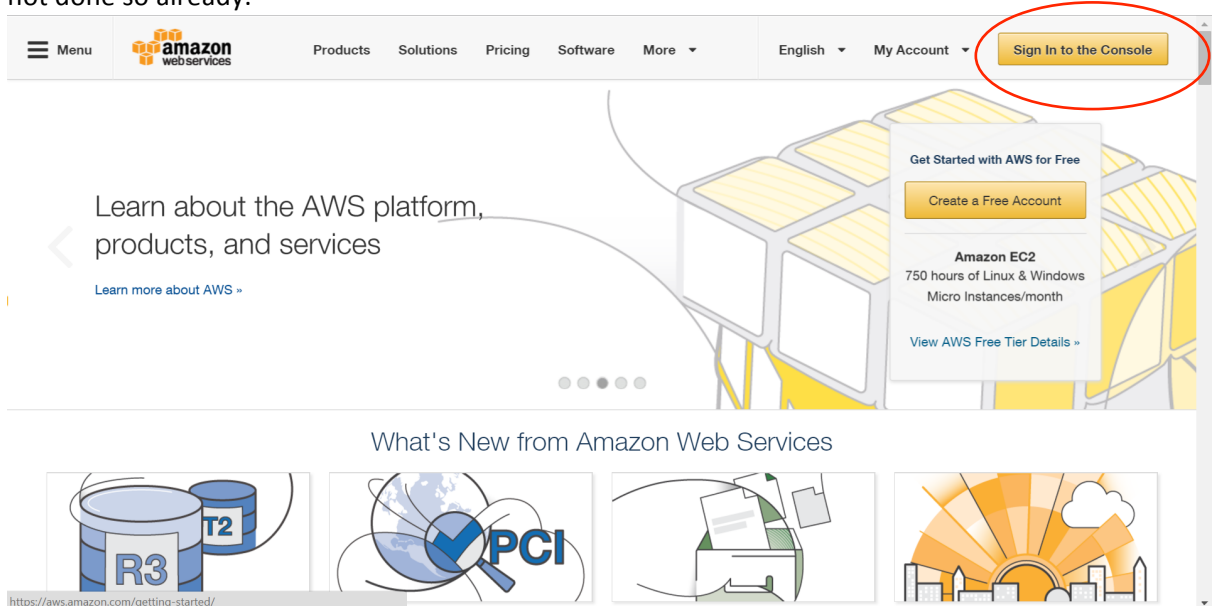 not done so already.
Menu
amazon
webservices
Products Solutions Pricing Software More
English My Account Sign In to the Console
Get Started with AWS for Free
Create a Free Account
Learn about the AWS platform,
products, and services
Learn more about AWS »
Amazon EC2
750 hours of Linux & Windows
Micro Instances/month
View AWS Free Tier Details »
What's New from Amazon Web Services
T2
R3
PCI
https://aws.amazon.com/getting-started/